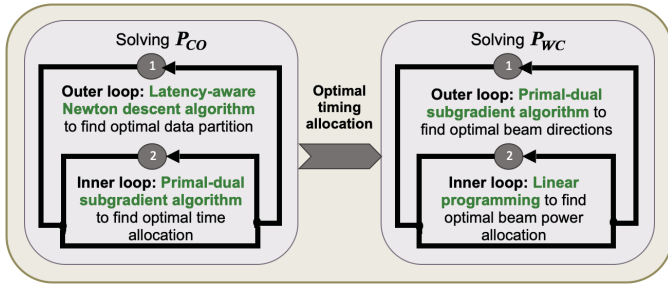 Solving P_CO
1
Outer loop: Latency-aware
Newton descent algorithm
to find optimal data partition
2
Inner loop: Primal-dual
subgradient algorithm
to find optimal time
allocation
Optimal
timing
allocation
Solving P_WC
1
Outer loop: Primal-dual
subgradient algorithm to
find optimal beam directions
2
Inner loop: Linear
programming to find
optimal beam power
allocation